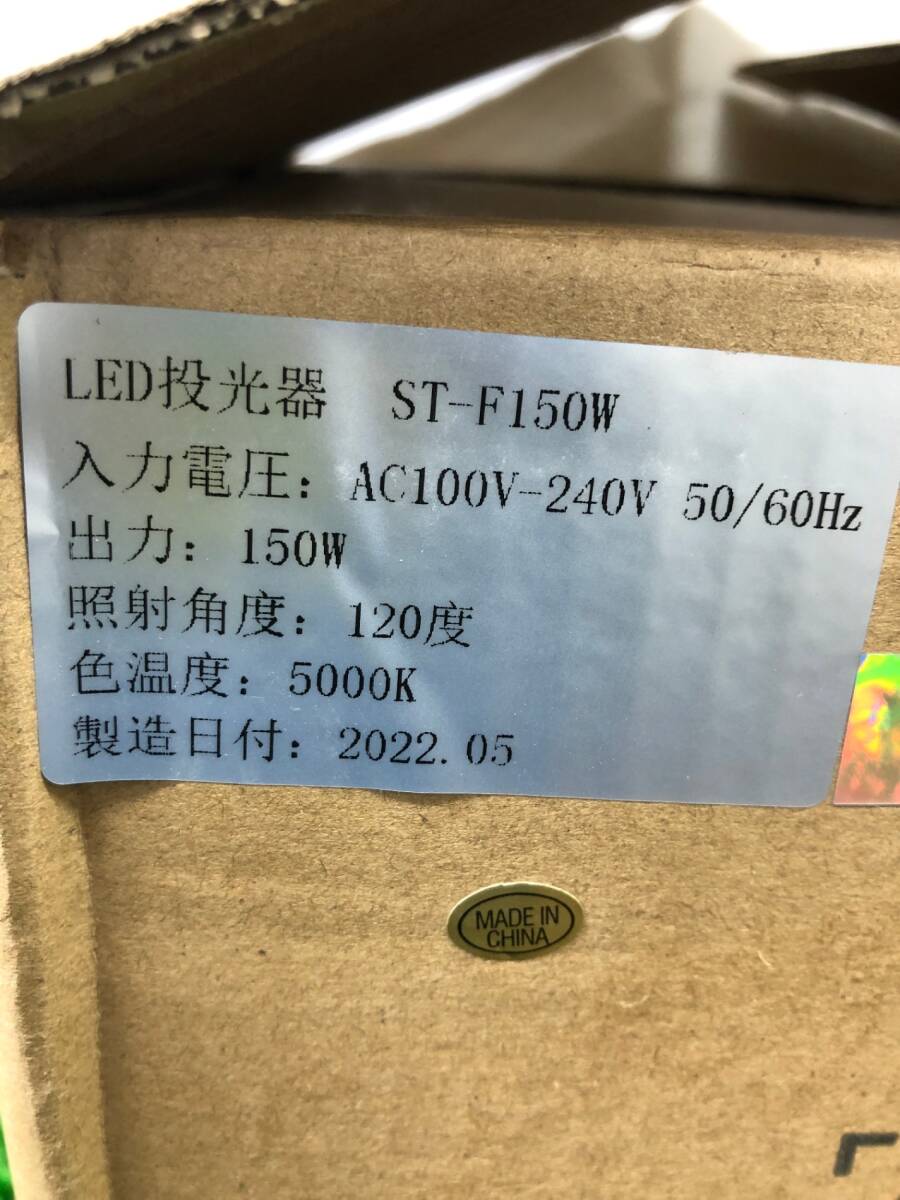 LED投光器 ST-F150W
入力電圧：AC100V-240V 50/60Hz
出力：150W
照射角度：120度
色温度：5000K
製造日付：2022.05
MADE IN
CHINA